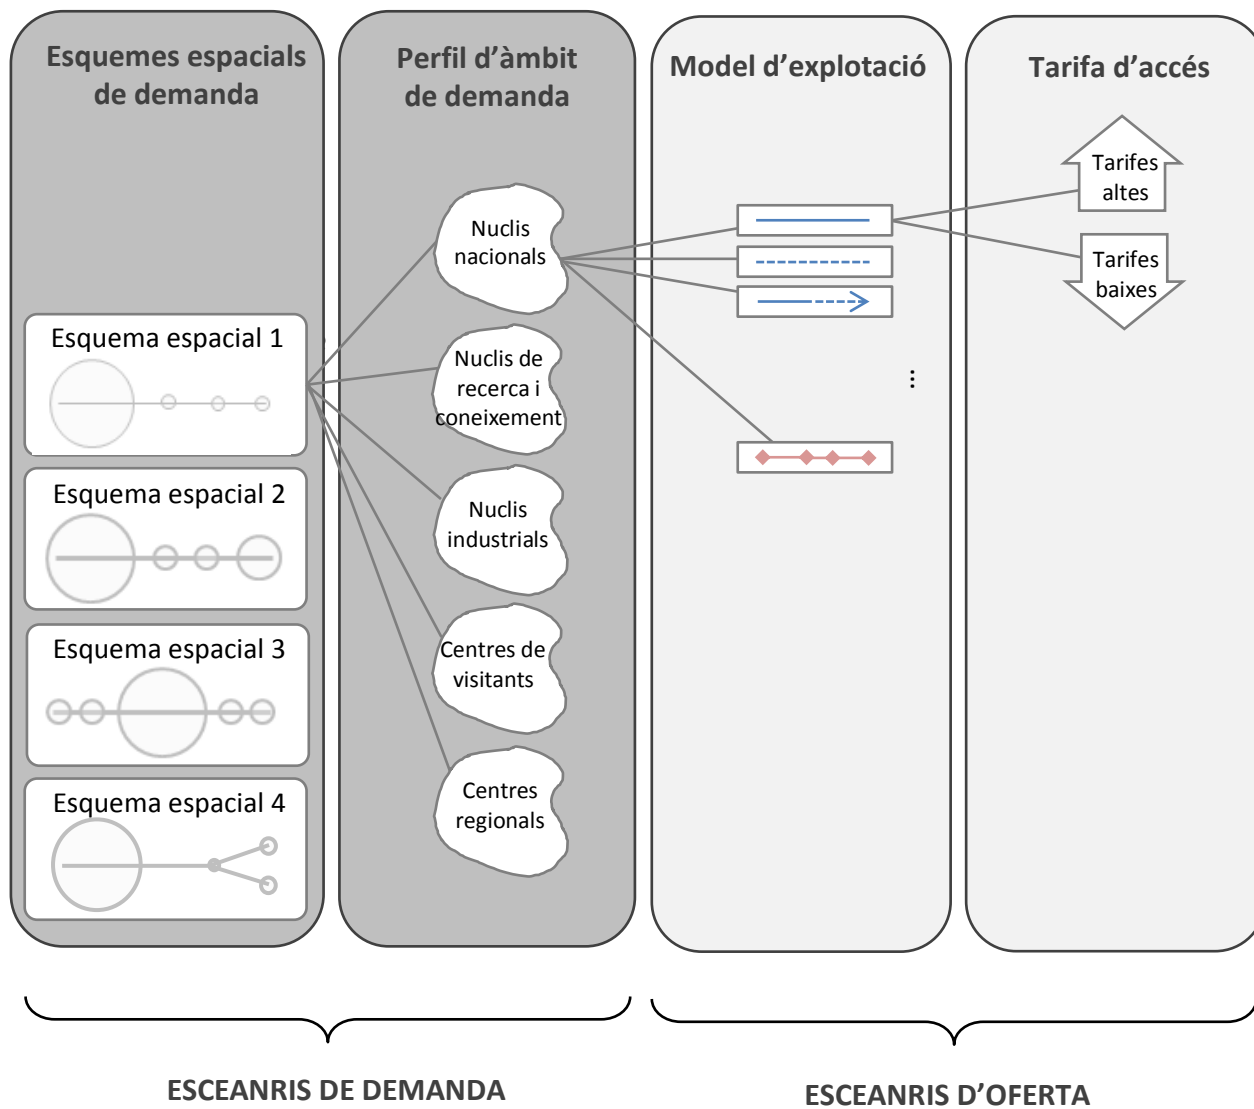 Esquemes espacials
de demanda
Perfil d’àmbit
de demanda
Model d’explotació
Tarifa d’accés
Esquema espacial 1
Esquema espacial 2
Esquema espacial 3
Esquema espacial 4
Nuclis
nacionals
Nuclis de
recerca i
coneixement
Nuclis
industrials
Centres de
visitants
Centres
regionals
...
Tarifes
altes
Tarifes
baixes
ESCEANRIS DE DEMANDA
ESCEANRIS D’OFERTA